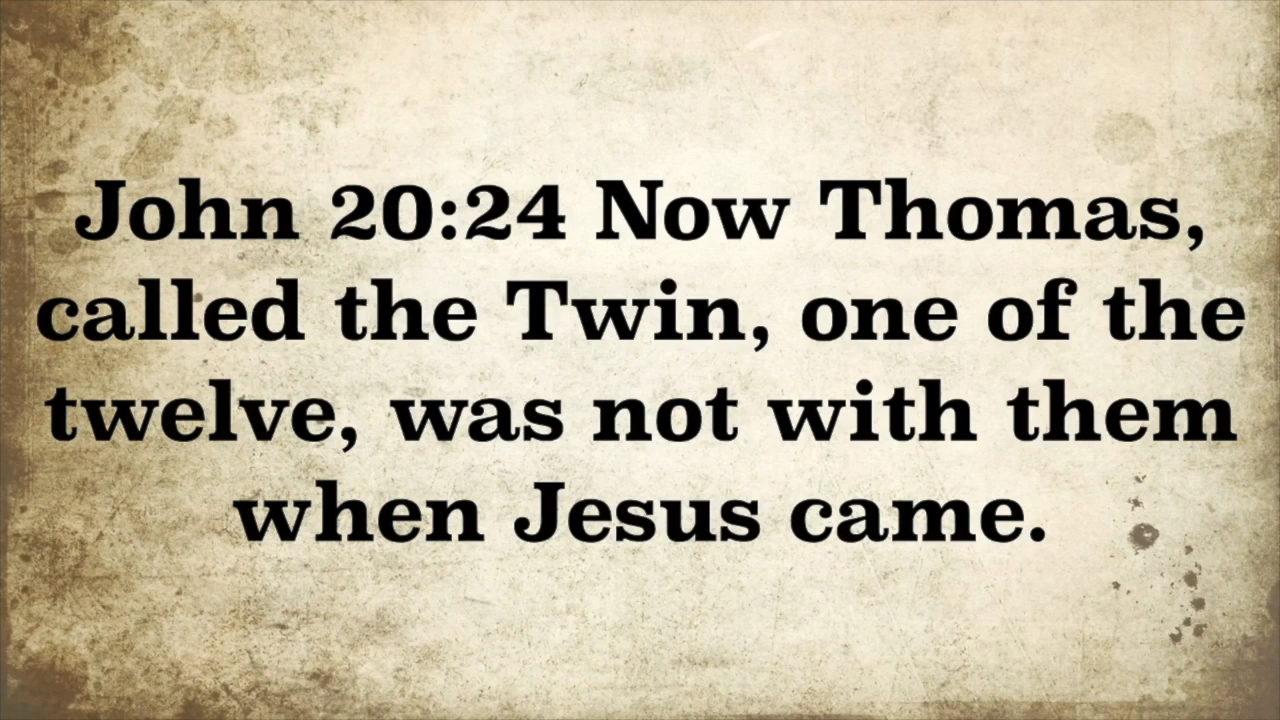 John 20:24 Now Thomas,
called the Twin, one of the
twelve, was not with them
when Jesus came.